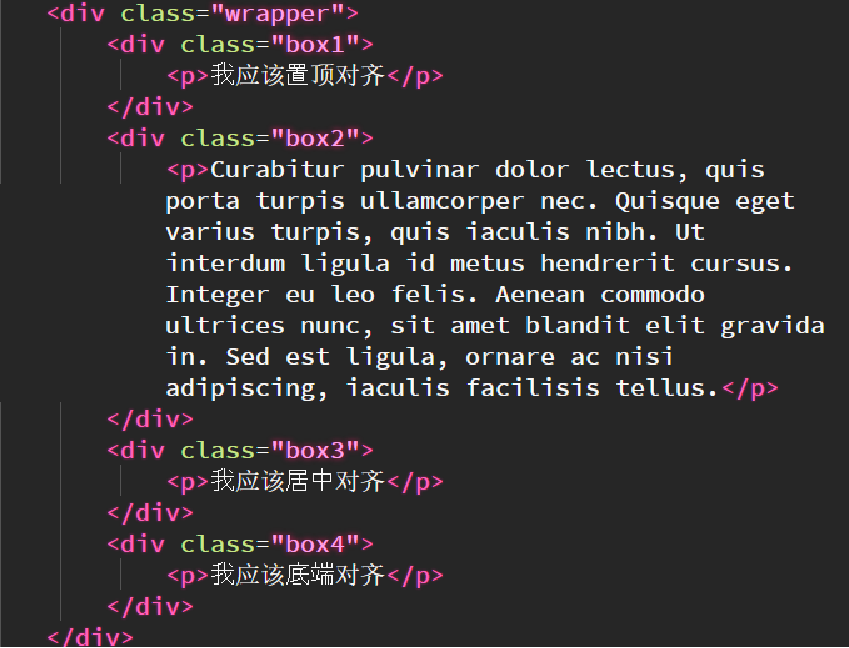 <div class="wrapper">
<div class="box1">
<p>我应该置顶对齐</p>
</div>
<div class="box2">
<p>Curabitur pulvinar dolor lectus, quis
porta turpis ullamcorper nec. Quisque eget
varius turpis, quis iaculis nibh. Ut
interdum ligula id metus hendrerit cursus.
Integer eu leo felis. Aenean commodo
ultrices nunc, sit amet blandit elit gravida
in. Sed est ligula, ornare ac nisi
adipiscing, iaculis facilisis tellus.</p>
</div>
<div class="box3">
<p>我应该居中对齐</p>
</div>
<div class="box4">
<p>我应该底端对齐</p>
</div>
</div>